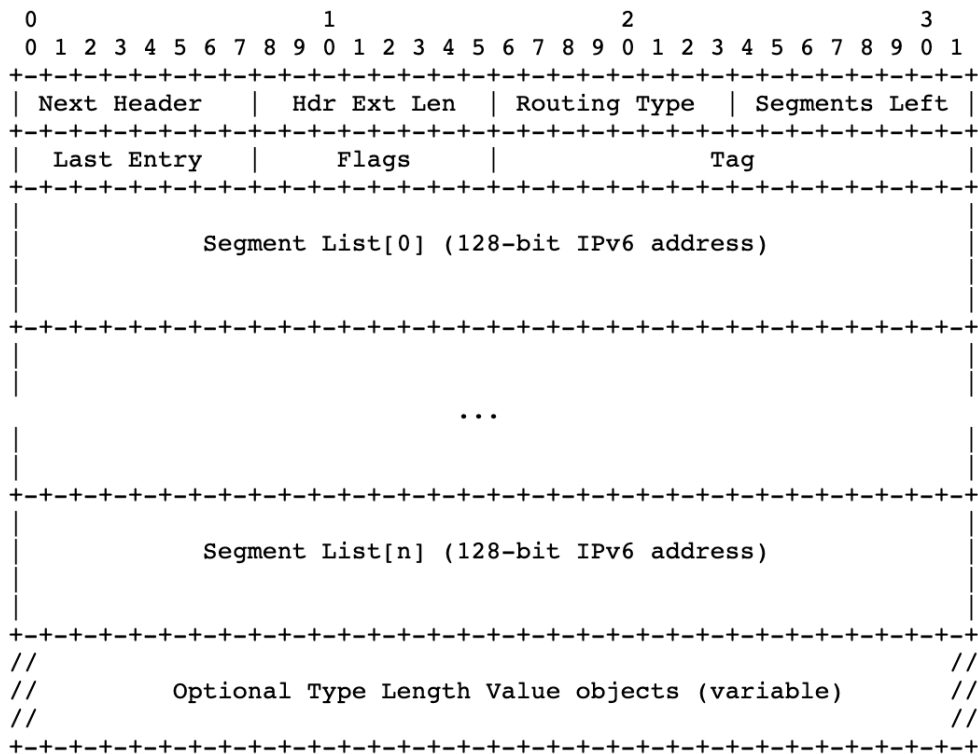 0                   1                   2                   3
0 1 2 3 4 5 6 7 8 9 0 1 2 3 4 5 6 7 8 9 0 1 2 3 4 5 6 7 8 9 0 1
+-+-+-+-+-+-+-+-+-+-+-+-+-+-+-+-+-+-+-+-+-+-+-+-+-+-+-+-+-+-+-+-+
| Next Header   |  Hdr Ext Len  | Routing Type  | Segments Left |
+-+-+-+-+-+-+-+-+-+-+-+-+-+-+-+-+-+-+-+-+-+-+-+-+-+-+-+-+-+-+-+-+
|  Last Entry   |     Flags     |              Tag              |
+-+-+-+-+-+-+-+-+-+-+-+-+-+-+-+-+-+-+-+-+-+-+-+-+-+-+-+-+-+-+-+-+
|                                                               |
|            Segment List[0] (128-bit IPv6 address)             |
|                                                               |
|                                                               |
+-+-+-+-+-+-+-+-+-+-+-+-+-+-+-+-+-+-+-+-+-+-+-+-+-+-+-+-+-+-+-+-+
|                                                               |
|                                                               |
...
|                                                               |
|                                                               |
+-+-+-+-+-+-+-+-+-+-+-+-+-+-+-+-+-+-+-+-+-+-+-+-+-+-+-+-+-+-+-+-+
|                                                               |
|            Segment List[n] (128-bit IPv6 address)             |
|                                                               |
|                                                               |
+-+-+-+-+-+-+-+-+-+-+-+-+-+-+-+-+-+-+-+-+-+-+-+-+-+-+-+-+-+-+-+-+
//                                                             //
//         Optional Type Length Value objects (variable)       //
//                                                             //
+-+-+-+-+-+-+-+-+-+-+-+-+-+-+-+-+-+-+-+-+-+-+-+-+-+-+-+-+-+-+-+-+